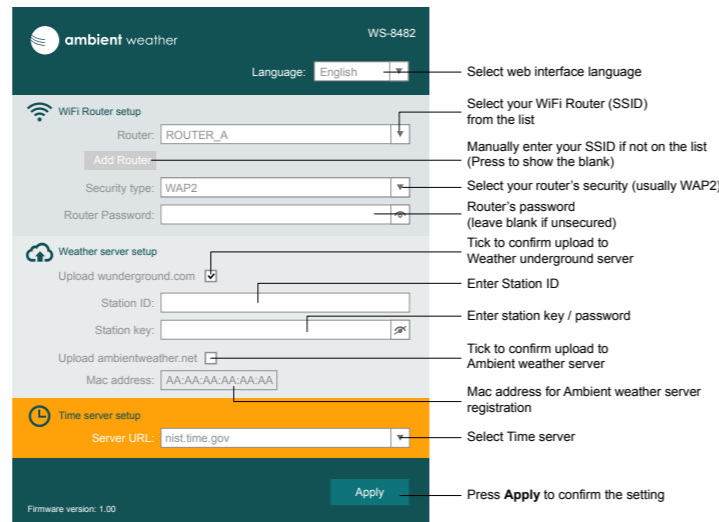 ambient weather
WS-8482
Language: English
Select web interface language
WiFi Router setup
Router: ROUTER_A
Select your WiFi Router (SSID)
from the list
Add Router
Manually enter your SSID if not on the list
(Press to show the blank)
Security type: WAP2
Select your router's security (usually WAP2)
Router Password:
Router's password
(leave blank if unsecured)
Weather server setup
Upload wunderground.com
Tick to confirm upload to
Weather underground server
Station ID:
Enter Station ID
Station key:
Enter station key / password
Upload ambientweather.net
Tick to confirm upload to
Ambient weather server
Mac address: AA:AA:AA:AA:AA:AA
Mac address for Ambient weather server
registration
Time server setup
Server URL: nist.time.gov
Select Time server
Apply
Press Apply to confirm the setting
Firmware version: 1.00